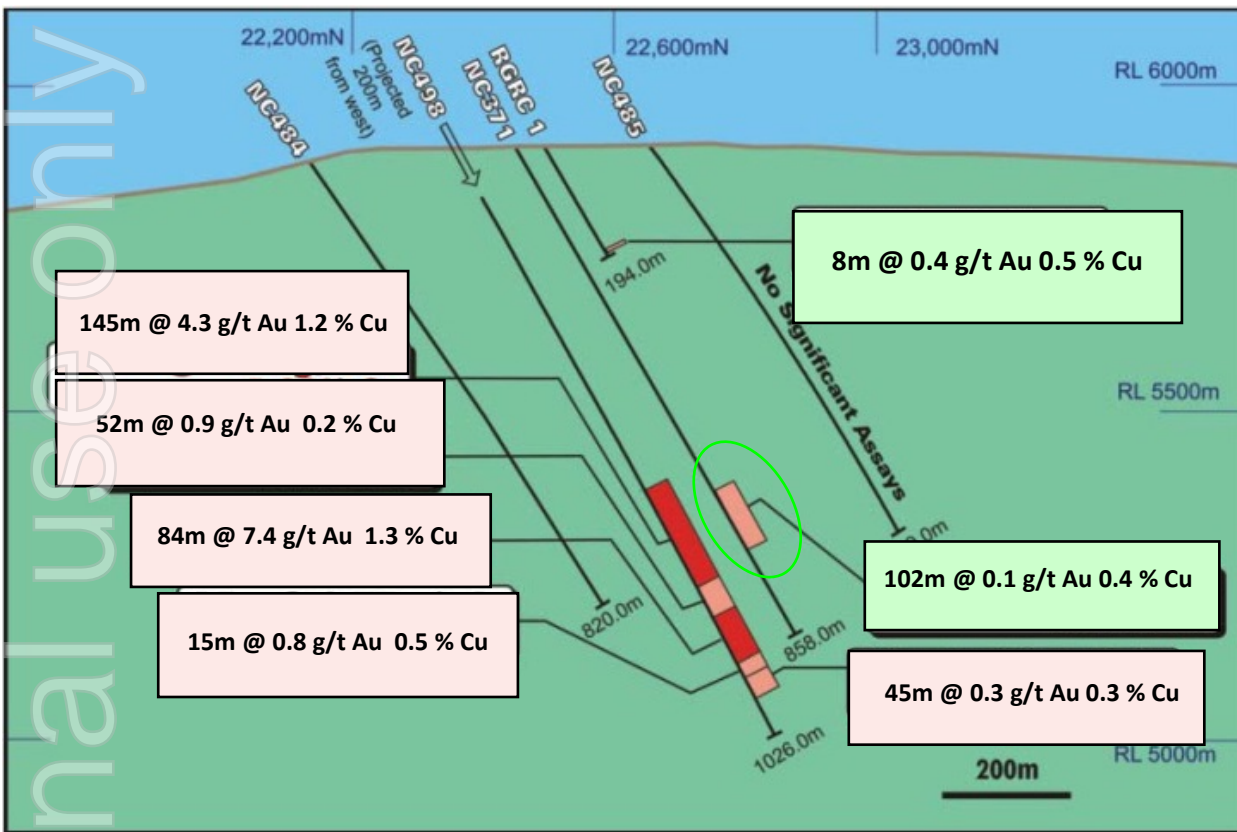 22,200mN
22,600mN
23,000mN
RL 6000m
NC484
(Projected
200m
from west)
NC498
NC371
RGRC 1
NC485
194.0m
8m @ 0.4 g/t Au 0.5 % Cu
No Significant Assays
145m @ 4.3 g/t Au 1.2 % Cu
52m @ 0.9 g/t Au 0.2 % Cu
RL 5500m
84m @ 7.4 g/t Au 1.3 % Cu
102m @ 0.1 g/t Au 0.4 % Cu
15m @ 0.8 g/t Au 0.5 % Cu
820.0m
858.0m
45m @ 0.3 g/t Au 0.3 % Cu
1026.0m
RL 5000m
200m
nal use only